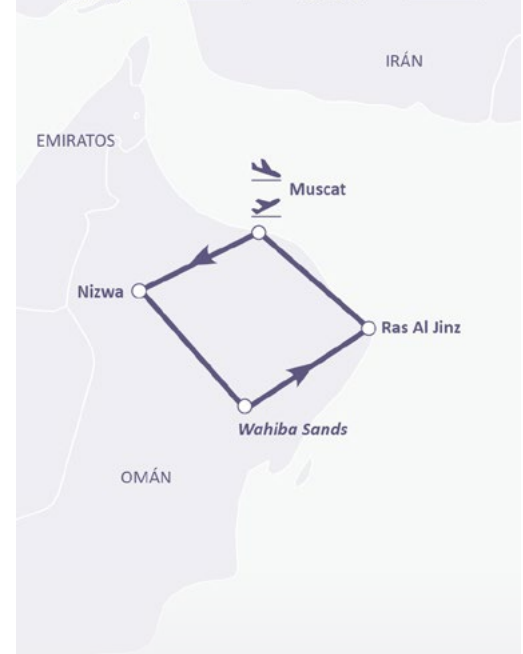 IRÁN
EMIRATOS
Muscat
Nizwa
Ras Al Jinz
Wahiba Sands
OMÁN